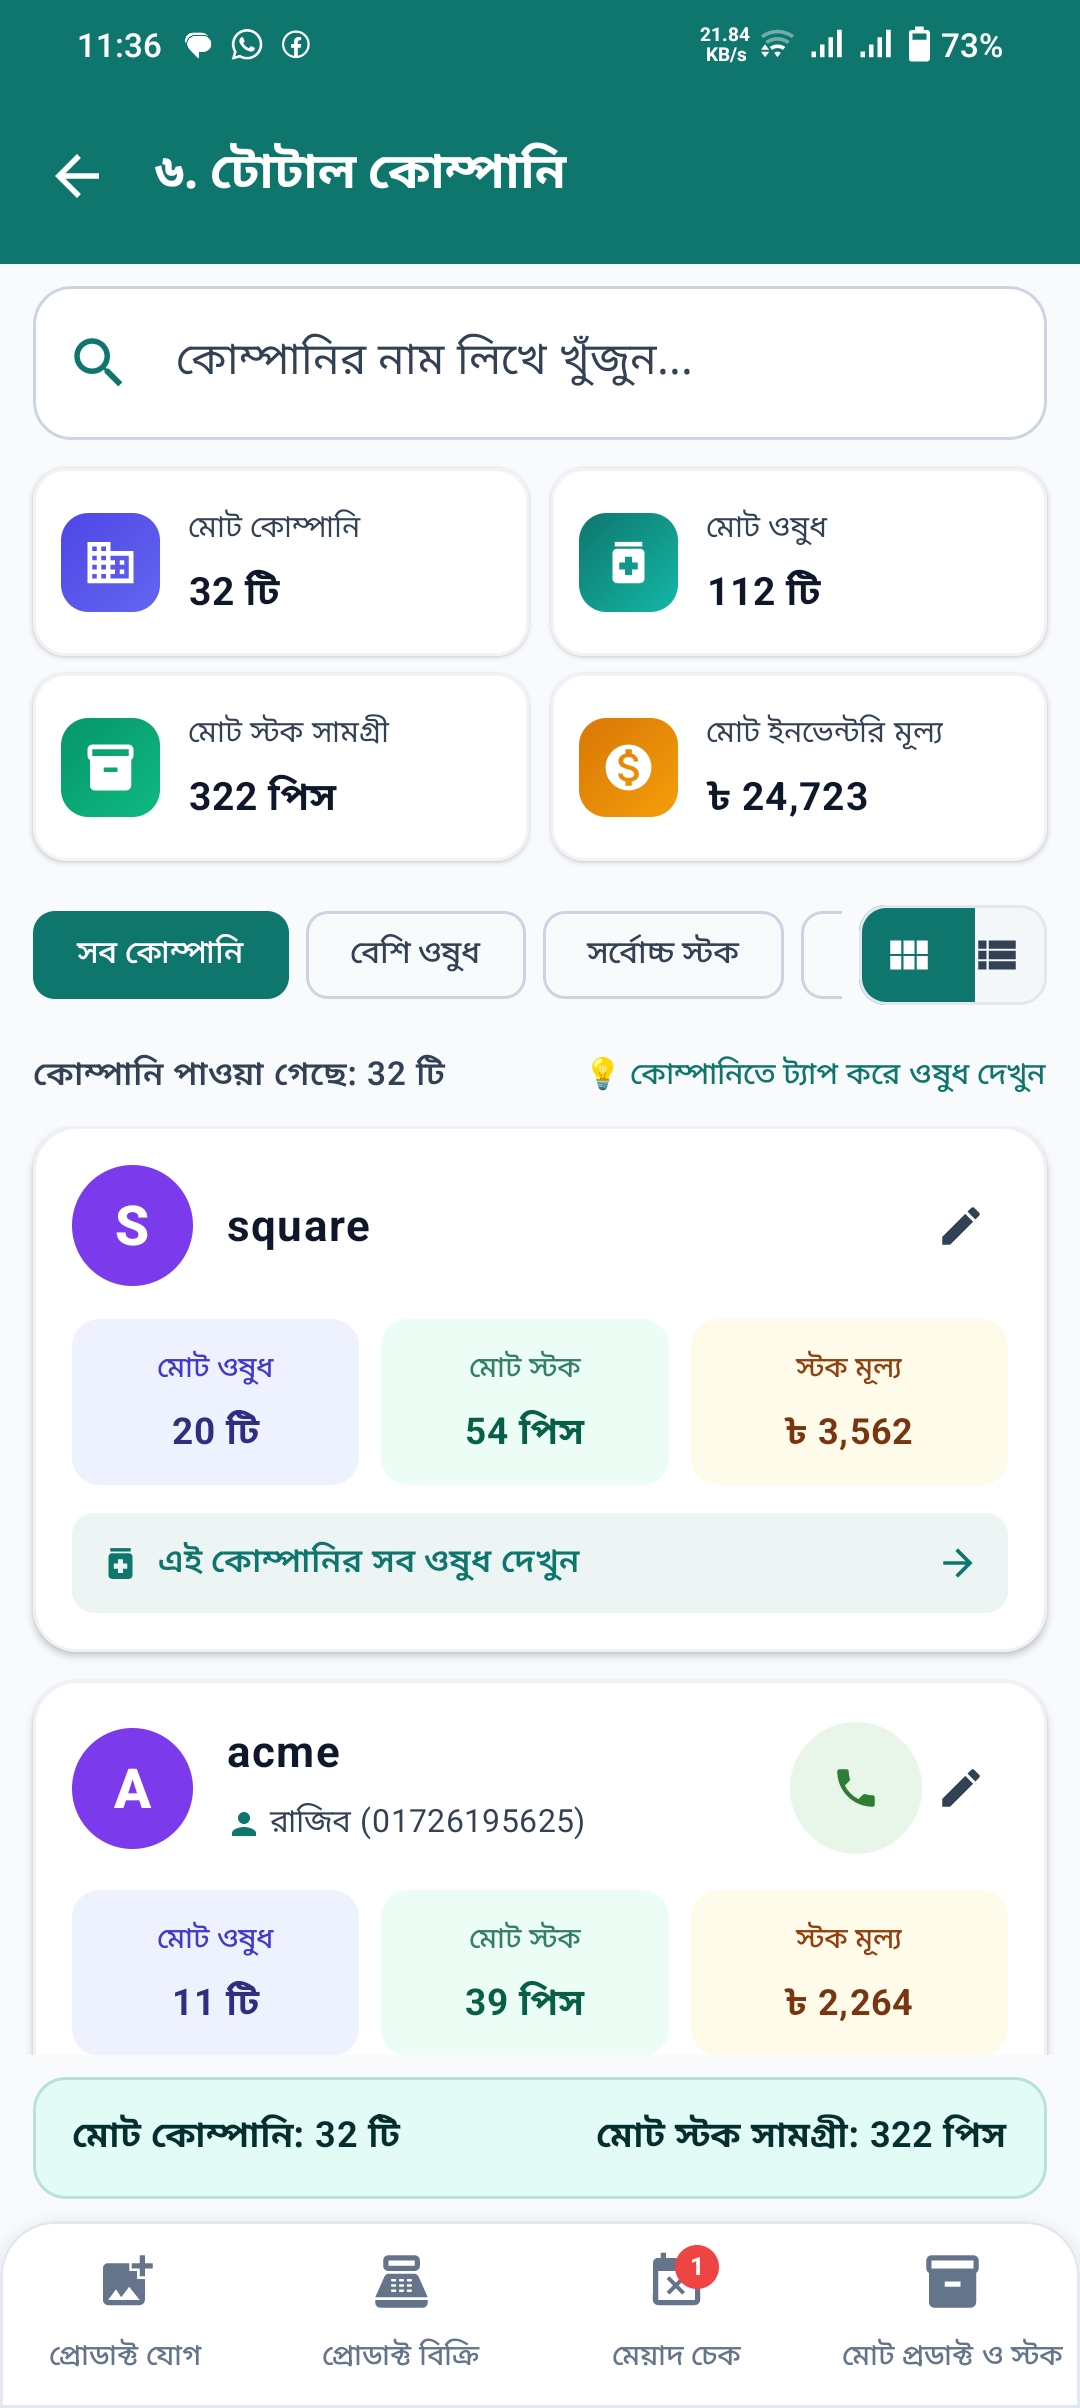 11:36
21.84 KB/s
73%
৬. টোটাল কোম্পানি
কোম্পানির নাম লিখে খুঁজুন...
মোট কোম্পানি
32 টি
মোট ওষুধ
112 টি
মোট স্টক সামগ্রী
322 পিস
মোট ইনভেন্টরি মূল্য
৳ 24,723
সব কোম্পানি
বেশি ওষুধ
সর্বোচ্চ স্টক
কোম্পানি পাওয়া গেছে: 32 টি
কোম্পানিতে ট্যাপ করে ওষুধ দেখুন
S
square
মোট ওষুধ
20 টি
মোট স্টক
54 পিস
স্টক মূল্য
৳ 3,562
এই কোম্পানির সব ওষুধ দেখুন
A
acme
রাজিব (01726195625)
মোট ওষুধ
11 টি
মোট স্টক
39 পিস
স্টক মূল্য
৳ 2,264
মোট কোম্পানি: 32 টি
মোট স্টক সামগ্রী: 322 পিস
1
প্রোডাক্ট যোগ
প্রোডাক্ট বিক্রি
মেয়াদ চেক
মোট প্রডাক্ট ও স্টক